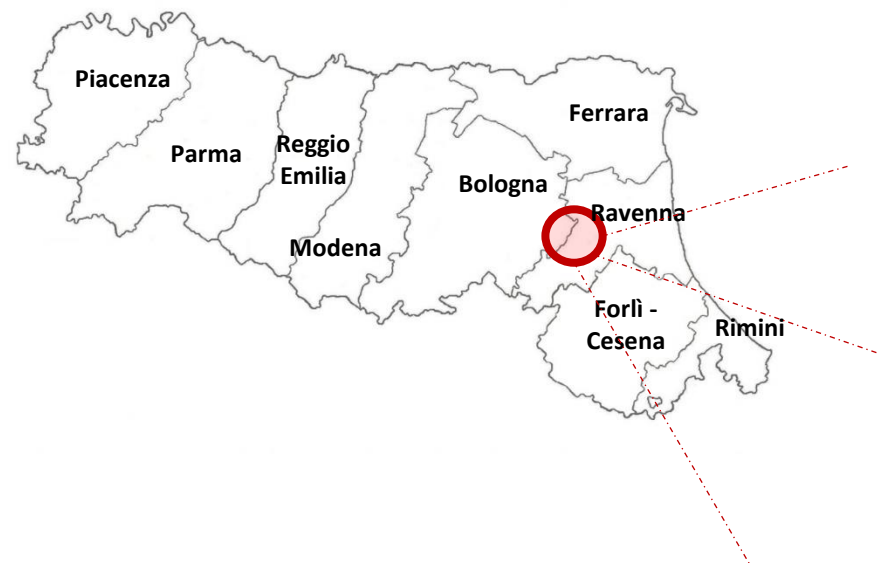 Piacenza
Parma
Reggio
Emilia
Modena
Bologna
Ferrara
Ravenna
Forlì -
Cesena
Rimini